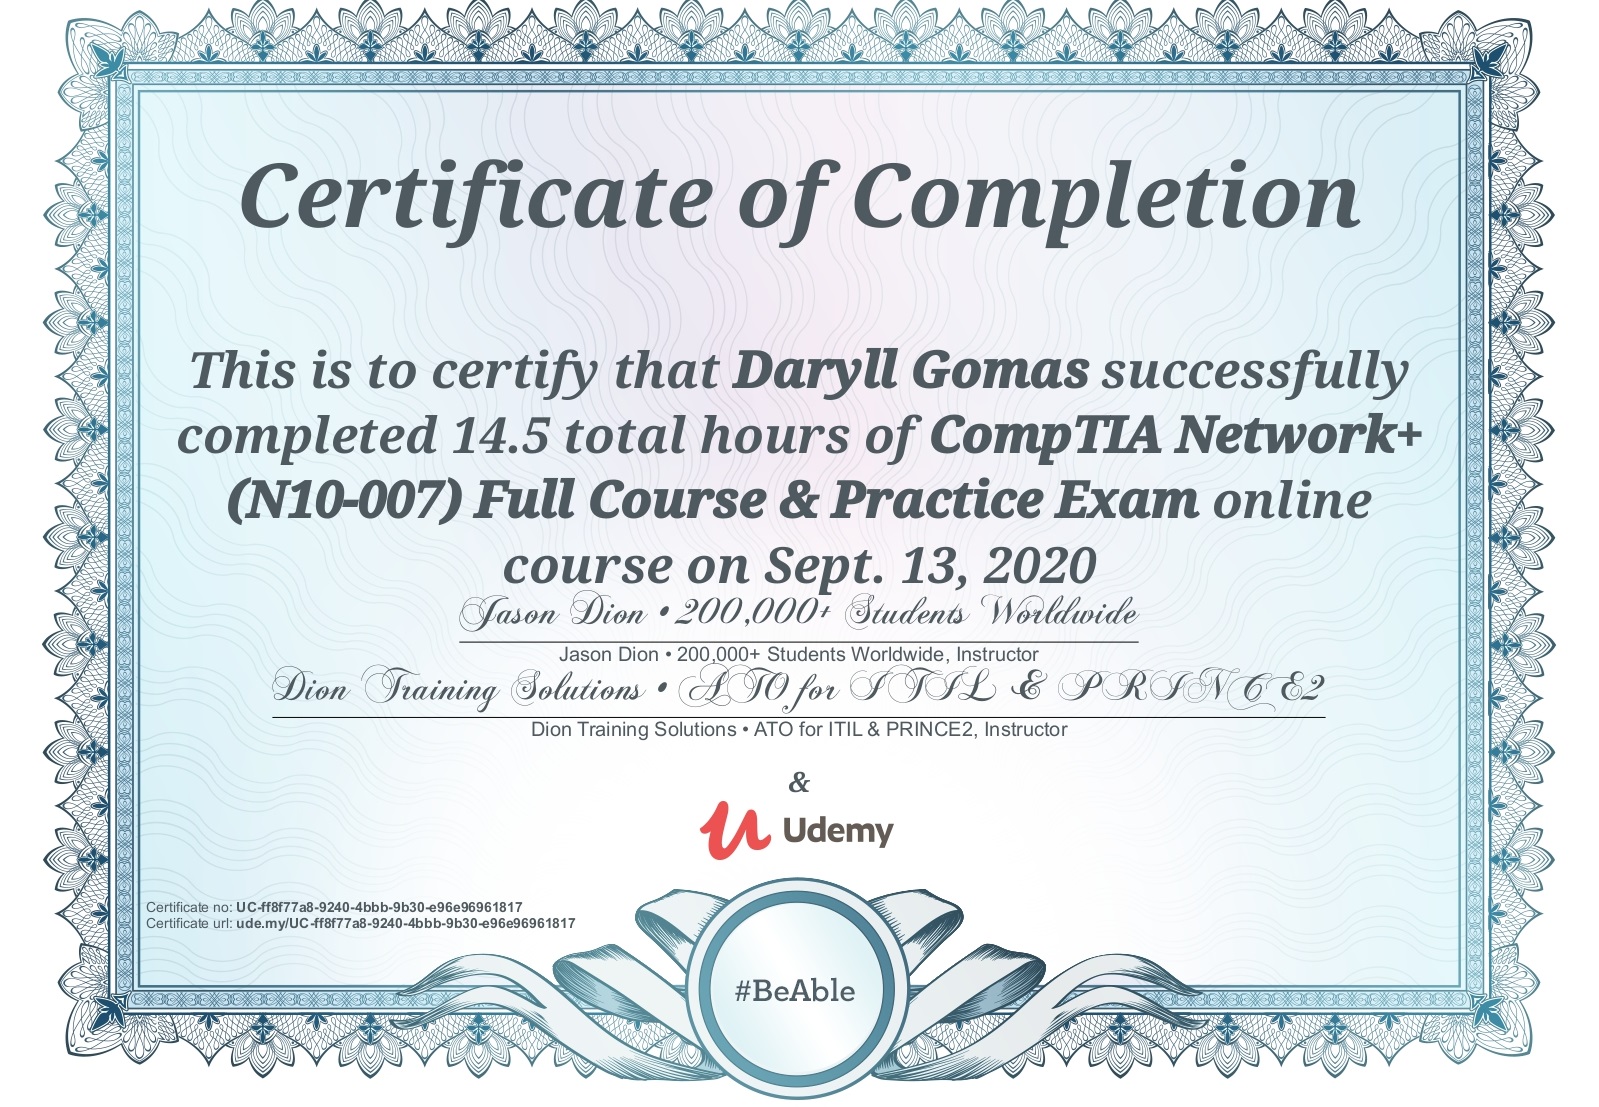 Certificate of Completion
This is to certify that Daryll Gomas successfully
completed 14.5 total hours of CompTIA Network+
(N10-007) Full Course & Practice Exam online
course on Sept. 13, 2020
Jason Dion • 200,000+ Students Worldwide
Jason Dion • 200,000+ Students Worldwide, Instructor
Dion Training Solutions • ATO for ITIL & PRINCE2
Dion Training Solutions • ATO for ITIL & PRINCE2, Instructor
&
Udemy
Certificate no: UC-ff8f77a8-9240-4bbb-9b30-e96e96961817
Certificate url: ude.my/UC-ff8f77a8-9240-4bbb-9b30-e96e96961817
#BeAble